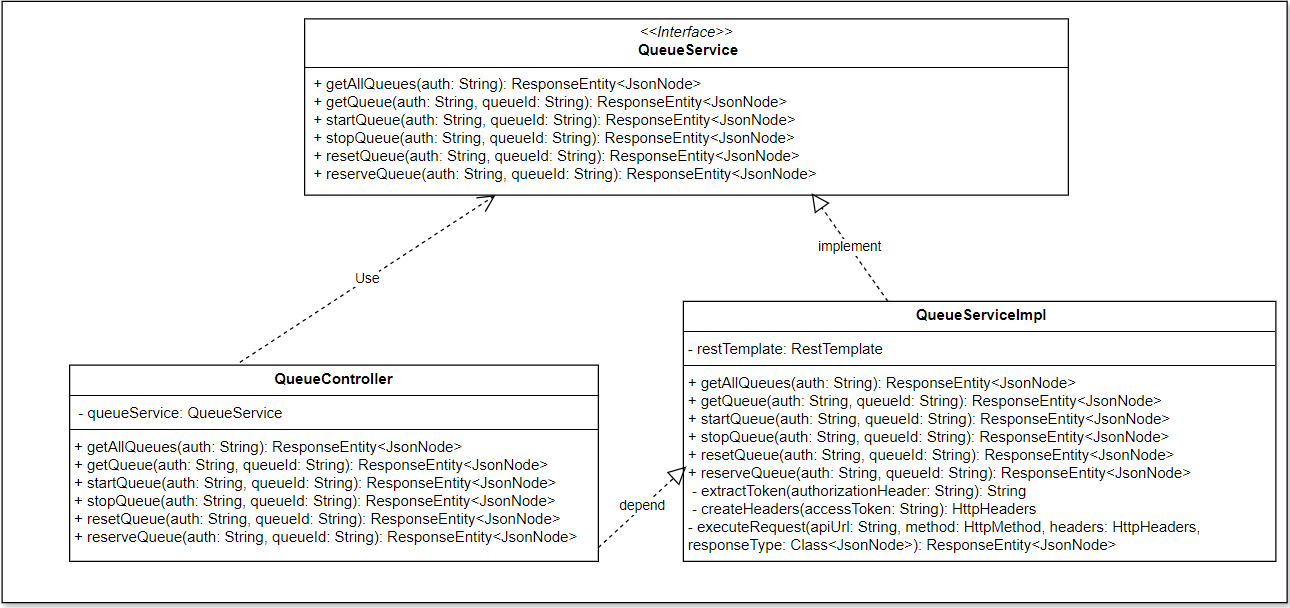 <<Interface>>
QueueService
+ getAllQueues(auth: String): ResponseEntity<JsonNode>
+ getQueue(auth: String, queueId: String): ResponseEntity<JsonNode>
+ startQueue(auth: String, queueId: String): ResponseEntity<JsonNode>
+ stopQueue(auth: String, queueId: String): ResponseEntity<JsonNode>
+ resetQueue(auth: String, queueId: String): ResponseEntity<JsonNode>
+ reserveQueue(auth: String, queueId: String): ResponseEntity<JsonNode>
Use
implement
QueueController
- queueService: QueueService
+ getAllQueues(auth: String): ResponseEntity<JsonNode>
+ getQueue(auth: String, queueId: String): ResponseEntity<JsonNode>
+ startQueue(auth: String, queueId: String): ResponseEntity<JsonNode>
+ stopQueue(auth: String, queueId: String): ResponseEntity<JsonNode>
+ resetQueue(auth: String, queueId: String): ResponseEntity<JsonNode>
+ reserveQueue(auth: String, queueId: String): ResponseEntity<JsonNode>
depend
QueueServiceImpl
- restTemplate: RestTemplate
+ getAllQueues(auth: String): ResponseEntity<JsonNode>
+ getQueue(auth: String, queueId: String): ResponseEntity<JsonNode>
+ startQueue(auth: String, queueId: String): ResponseEntity<JsonNode>
+ stopQueue(auth: String, queueId: String): ResponseEntity<JsonNode>
+ resetQueue(auth: String, queueId: String): ResponseEntity<JsonNode>
+ reserveQueue(auth: String, queueId: String): ResponseEntity<JsonNode>
- extractToken(authorizationHeader: String): String
- createHeaders(accessToken: String): HttpHeaders
- executeRequest(apiUrl: String, method: HttpMethod, headers: HttpHeaders,
responseType: Class<JsonNode>): ResponseEntity<JsonNode>